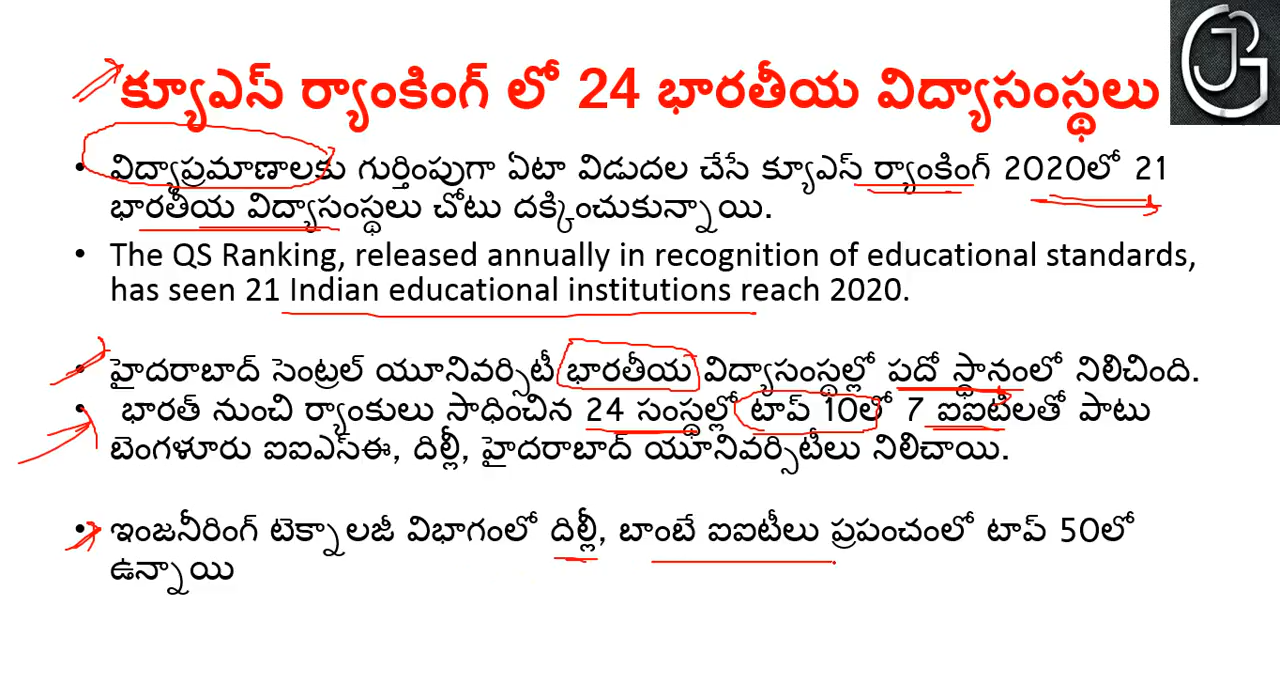 క్యూఎస్ ర్యాంకింగ్ లో 24 భారతీయ విద్యాసంస్థలు
• విద్యాప్రమాణాలకు గుర్తింపుగా ఏటా విడుదల చేసే క్యూఎస్ ర్యాంకింగ్ 2020లో 21
భారతీయ విద్యాసంస్థలు చోటు దక్కించుకున్నాయి.
• The QS Ranking, released annually in recognition of educational standards,
has seen 21 Indian educational institutions reach 2020.
• హైదరాబాద్ సెంట్రల్ యూనివర్సిటీ భారతీయ విద్యాసంస్థల్లో పదో స్థానంలో నిలిచింది.
• భారత్ నుంచి ర్యాంకులు సాధించిన 24 సంస్థల్లో టాప్ 10లో 7 ఐఐటీలతో పాటు
బెంగళూరు ఐఐఎస్ఈ, దిల్లీ, హైదరాబాద్ యూనివర్సిటీలు నిలిచాయి.
• ఇంజనీరింగ్ టెక్నాలజీ విభాగంలో దిల్లీ, బాంబే ఐఐటీలు ప్రపంచంలో టాప్ 50లో
ఉన్నాయి